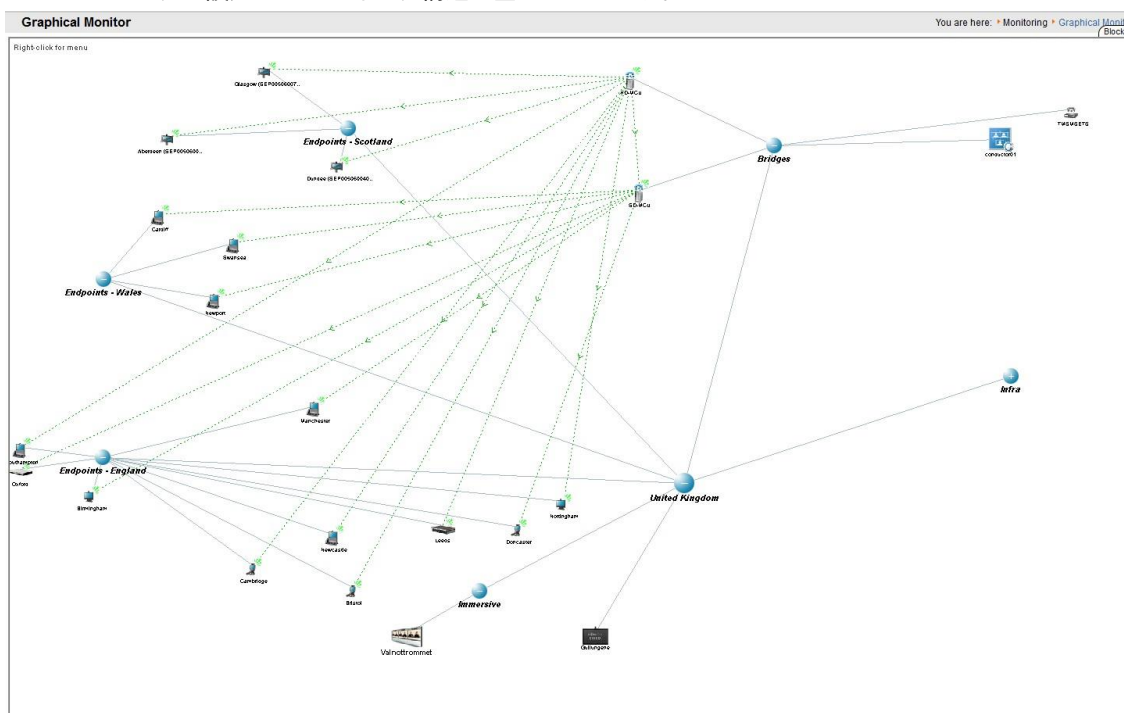 Graphical Monitor
You are here: Monitoring Graphical Monit
Block
Right-click for menu
Endpoints - Scotland
Bridges
conductor01
Cardiff
Swansea
Endpoints - Wales
Newport
Infra
Manchester
Endpoints - England
Oxford
Birmingham
United Kingdom
Nottingham
Newcastle
Leeds
Doncaster
Cambridge
Bristol
Immersive
Valnottrommet